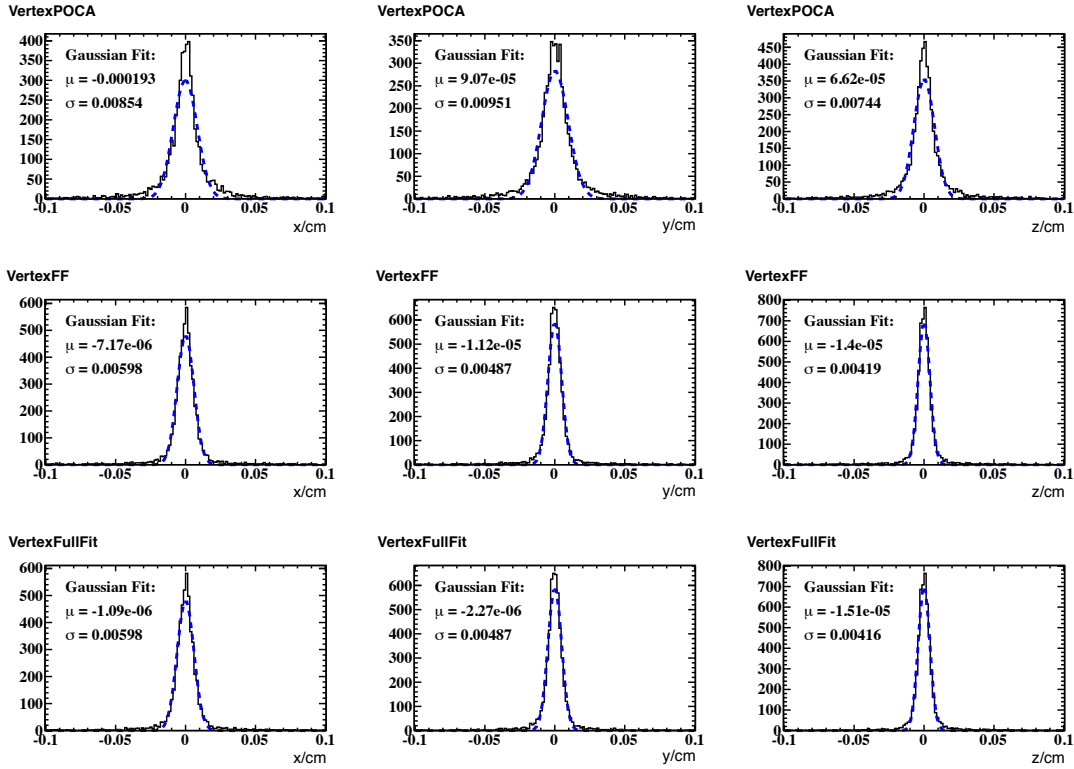 VertexPOCA
Gaussian Fit:
μ = -0.000193
σ = 0.00854
400
350
300
250
200
150
100
50
0
-0.1 -0.05 0 0.05 0.1
x/cm
VertexPOCA
Gaussian Fit:
μ = 9.07e-05
σ = 0.00951
350
300
250
200
150
100
50
0
-0.1 -0.05 0 0.05 0.1
y/cm
VertexPOCA
Gaussian Fit:
μ = 6.62e-05
σ = 0.00744
450
400
350
300
250
200
150
100
50
0
-0.1 -0.05 0 0.05 0.1
z/cm
VertexFF
Gaussian Fit:
μ = -7.17e-06
σ = 0.00598
600
500
400
300
200
100
0
-0.1 -0.05 0 0.05 0.1
x/cm
VertexFF
Gaussian Fit:
μ = -1.12e-05
σ = 0.00487
600
500
400
300
200
100
0
-0.1 -0.05 0 0.05 0.1
y/cm
VertexFF
Gaussian Fit:
μ = -1.4e-05
σ = 0.00419
800
700
600
500
400
300
200
100
0
-0.1 -0.05 0 0.05 0.1
z/cm
VertexFullFit
Gaussian Fit:
μ = -1.09e-06
σ = 0.00598
600
500
400
300
200
100
0
-0.1 -0.05 0 0.05 0.1
x/cm
VertexFullFit
Gaussian Fit:
μ = -2.27e-06
σ = 0.00487
600
500
400
300
200
100
0
-0.1 -0.05 0 0.05 0.1
y/cm
VertexFullFit
Gaussian Fit:
μ = -1.51e-05
σ = 0.00416
800
700
600
500
400
300
200
100
0
-0.1 -0.05 0 0.05 0.1
z/cm